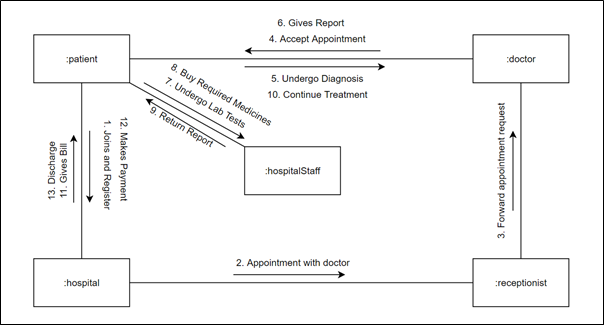 6. Gives Report
4. Accept Appointment
:patient
:doctor
5. Undergo Diagnosis
10. Continue Treatment
8. Buy Required Medicines
7. Undergo Lab Tests
9. Return Report
12. Makes Payment
1. Joins and Register
13. Discharge
11. Gives Bill
:hospitalStaff
3. Forward appointment request
2. Appointment with doctor
:hospital
:receptionist